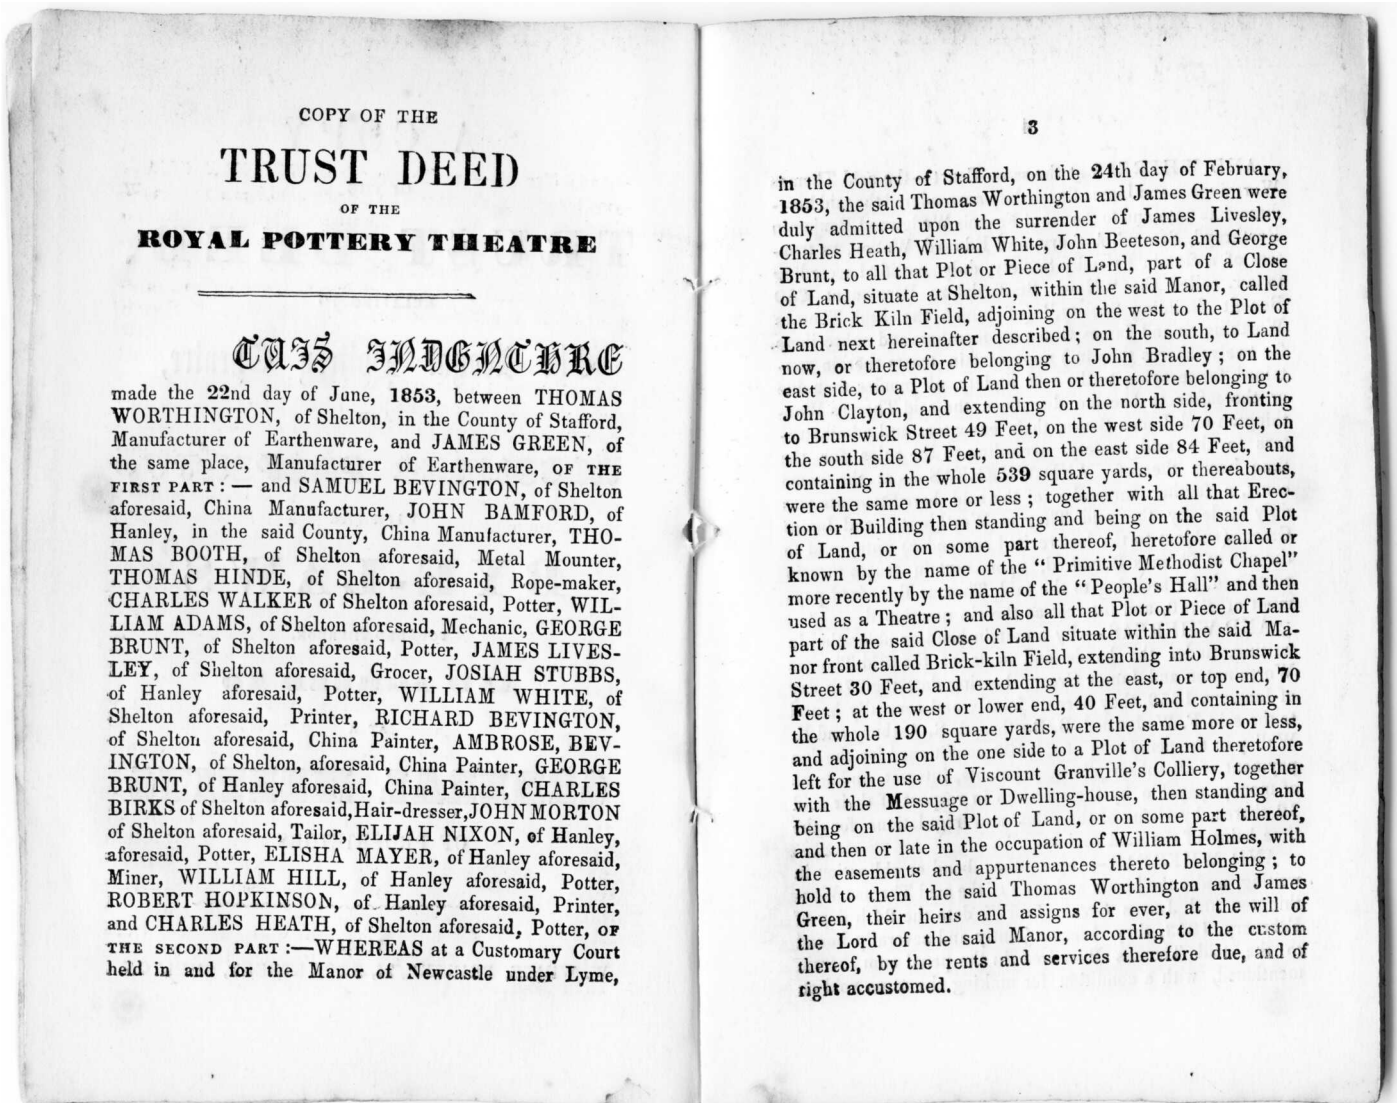 COPY OF THE
TRUST DEED
OF THE
ROYAL POTTERY THEATRE
THIS INDENTURE
made the 22nd day of June, 1853, between THOMAS
WORTHINGTON, of Shelton, in the County of Stafford,
Manufacturer of Earthenware, and JAMES GREEN, of
the same place, Manufacturer of Earthenware, OF THE
FIRST PART : — and SAMUEL BEVINGTON, of Shelton
aforesaid, China Manufacturer, JOHN BAMFORD, of
Hanley, in the said County, China Manufacturer, THO-
MAS BOOTH, of Shelton aforesaid, Metal Mounter,
THOMAS HINDE, of Shelton aforesaid, Rope-maker,
CHARLES WALKER of Shelton aforesaid, Potter, WIL-
LIAM ADAMS, of Shelton aforesaid, Mechanic, GEORGE
BRUNT, of Shelton aforesaid, Potter, JAMES LIVES-
LEY, of Shelton aforesaid, Grocer, JOSIAH STUBBS,
of Hanley aforesaid, Potter, WILLIAM WHITE, of
Shelton aforesaid, Printer, RICHARD BEVINGTON,
of Shelton aforesaid, China Painter, AMBROSE, BEV-
INGTON, of Shelton, aforesaid, China Painter, GEORGE
BRUNT, of Hanley aforesaid, China Painter, CHARLES
BIRKS of Shelton aforesaid, Hair-dresser, JOHN MORTON
of Shelton aforesaid, Tailor, ELIJAH NIXON, of Hanley,
aforesaid, Potter, ELISHA MAYER, of Hanley aforesaid,
Miner, WILLIAM HILL, of Hanley aforesaid, Potter,
ROBERT HOPKINSON, of Hanley aforesaid, Printer,
and CHARLES HEATH, of Shelton aforesaid, Potter, OF
THE SECOND PART :—WHEREAS at a Customary Court
held in and for the Manor of Newcastle under Lyme,
3
in the County of Stafford, on the 24th day of February,
1853, the said Thomas Worthington and James Green were
duly admitted upon the surrender of James Livesley,
Charles Heath, William White, John Beeteson, and George
Brunt, to all that Plot or Piece of Land, part of a Close
of Land, situate at Shelton, within the said Manor, called
the Brick Kiln Field, adjoining on the west to the Plot of
Land next hereinafter described ; on the south, to Land
now, or theretofore belonging to John Bradley ; on the
east side, to a Plot of Land then or theretofore belonging to
John Clayton, and extending on the north side, fronting
to Brunswick Street 49 Feet, on the west side 70 Feet, on
the south side 87 Feet, and on the east side 84 Feet, and
containing in the whole 539 square yards, or thereabouts,
were the same more or less ; together with all that Erec-
tion or Building then standing and being on the said Plot
of Land, or on some part thereof, heretofore called or
known by the name of the “ Primitive Methodist Chapel”
more recently by the name of the “ People's Hall” and then
used as a Theatre ; and also all that Plot or Piece of Land
part of the said Close of Land situate within the said Ma-
nor front called Brick-kiln Field, extending into Brunswick
Street 30 Feet, and extending at the east, or top end, 70
Feet ; at the west or lower end, 40 Feet, and containing in
the whole 190 square yards, were the same more or less,
and adjoining on the one side to a Plot of Land theretofore
left for the use of Viscount Granville's Colliery, together
with the Messuage or Dwelling-house, then standing and
being on the said Plot of Land, or on some part thereof,
and then or late in the occupation of William Holmes, with
the easements and appurtenances thereto belonging ; to
hold to them the said Thomas Worthington and James
Green, their heirs and assigns for ever, at the will of
the Lord of the said Manor, according to the custom
thereof, by the rents and services therefore due, and of
right accustomed.